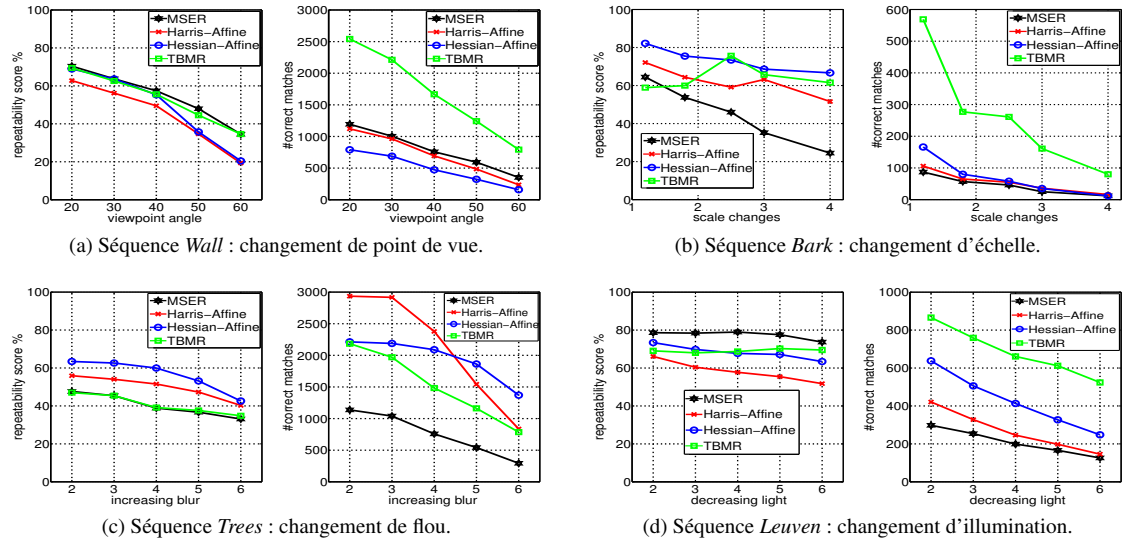 100
80
60
40
20
0
repeatability score %
MSER
Harris−Affine
Hessian−Affine
TBMR
20 30 40 50 60
viewpoint angle
3000
2500
2000
1500
1000
500
0
#correct matches
MSER
Harris−Affine
Hessian−Affine
TBMR
20 30 40 50 60
viewpoint angle
(a) Séquence Wall : changement de point de vue.
100
80
60
40
20
0
repeatability score %
MSER
Harris−Affine
Hessian−Affine
TBMR
1 2 3 4
scale changes
600
500
400
300
200
100
0
#correct matches
MSER
Harris−Affine
Hessian−Affine
TBMR
1 2 3 4
scale changes
(b) Séquence Bark : changement d'échelle.
100
80
60
40
20
0
repeatability score %
MSER
Harris−Affine
Hessian−Affine
TBMR
2 3 4 5 6
increasing blur
3000
2500
2000
1500
1000
500
0
#correct matches
MSER
Harris−Affine
Hessian−Affine
TBMR
2 3 4 5 6
increasing blur
(c) Séquence Trees : changement de flou.
100
80
60
40
20
0
repeatability score %
MSER
Harris−Affine
Hessian−Affine
TBMR
2 3 4 5 6
decreasing light
1000
800
600
400
200
0
#correct matches
MSER
Harris−Affine
Hessian−Affine
TBMR
2 3 4 5 6
decreasing light
(d) Séquence Leuven : changement d'illumination.